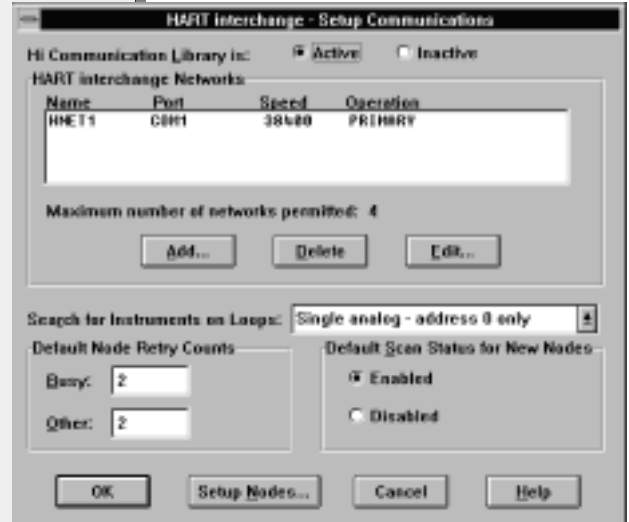 HART interchange - Setup Communications
Hi Communication Library is: Active Inactive
HART interchange Networks
Name Port Speed Operation
HNET1 COM1 38400 PRIMARY
Maximum number of networks permitted: 4
Add... Delete Edit...
Search for Instruments on Loops: Single analog - address 0 only
Default Node Retry Counts Default Scan Status for New Nodes
Busy: 2 Enabled
Other: 2 Disabled
OK Setup Nodes... Cancel Help